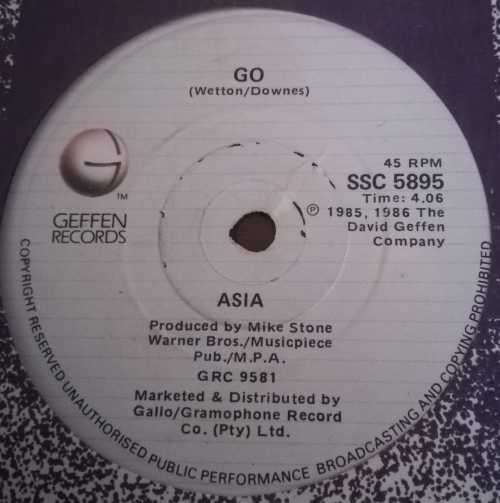 GO
(Wetton/Downes)
G
TM
GEFFEN
RECORDS
45 RPM
SSC 5895
Time: 4.06
Ⓟ 1985, 1986 The
David Geffen
Company
ASIA
Produced by Mike Stone
Warner Bros./Musicpiece
Pub./M.P.A.
GRC 9581
Marketed & Distributed by
Gallo/Gramophone Record
Co. (Pty) Ltd.
COPYRIGHT RESERVED UNAUTHORISED PUBLIC PERFORMANCE BROADCASTING AND COPYING PROHIBITED